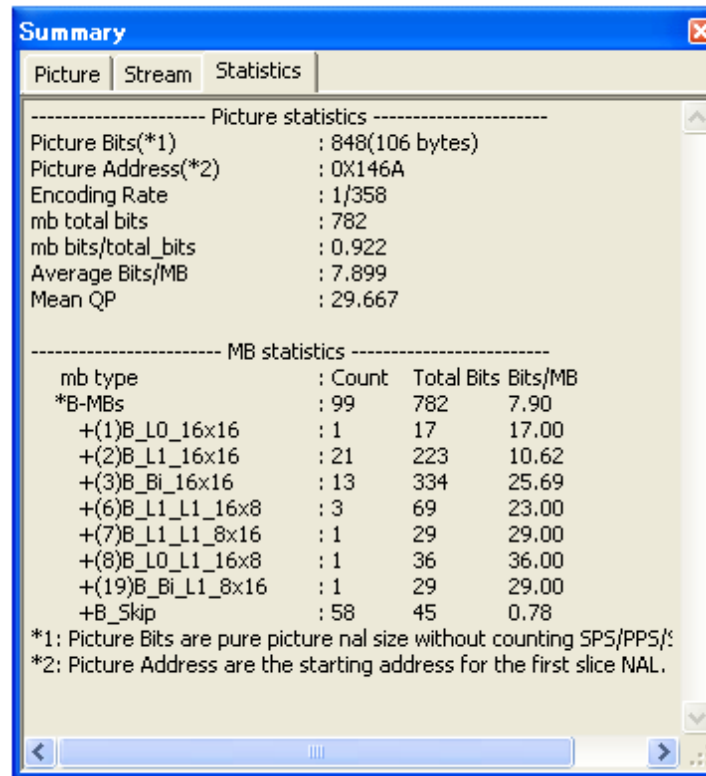 Summary
Picture Stream Statistics
---------------------- Picture statistics ----------------------
Picture Bits(*1) : 848(106 bytes)
Picture Address(*2) : 0X146A
Encoding Rate : 1/358
mb total bits : 782
mb bits/total_bits : 0.922
Average Bits/MB : 7.899
Mean QP : 29.667
------------------------ MB statistics -------------------------
mb type : Count Total Bits Bits/MB
*B-MBs : 99 782 7.90
+(1)B_L0_16x16 : 1 17 17.00
+(2)B_L1_16x16 : 21 223 10.62
+(3)B_Bi_16x16 : 13 334 25.69
+(6)B_L1_L1_16x8 : 3 69 23.00
+(7)B_L1_L1_8x16 : 1 29 29.00
+(8)B_L0_L1_16x8 : 1 36 36.00
+(19)B_Bi_L1_8x16 : 1 29 29.00
+B_Skip : 58 45 0.78
*1: Picture Bits are pure picture nal size without counting SPS/PPS/
*2: Picture Address are the starting address for the first slice NAL.